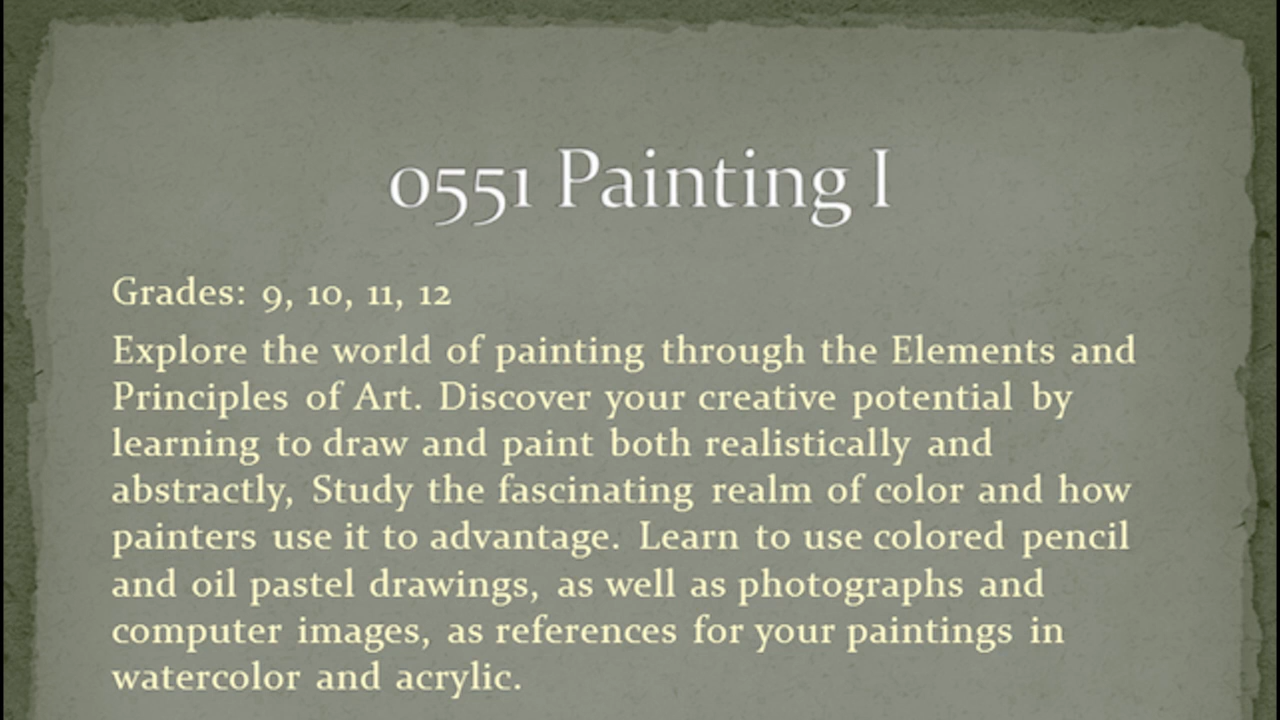 0551 Painting I
Grades: 9, 10, 11, 12
Explore the world of painting through the Elements and
Principles of Art. Discover your creative potential by
learning to draw and paint both realistically and
abstractly, Study the fascinating realm of color and how
painters use it to advantage. Learn to use colored pencil
and oil pastel drawings, as well as photographs and
computer images, as references for your paintings in
watercolor and acrylic.